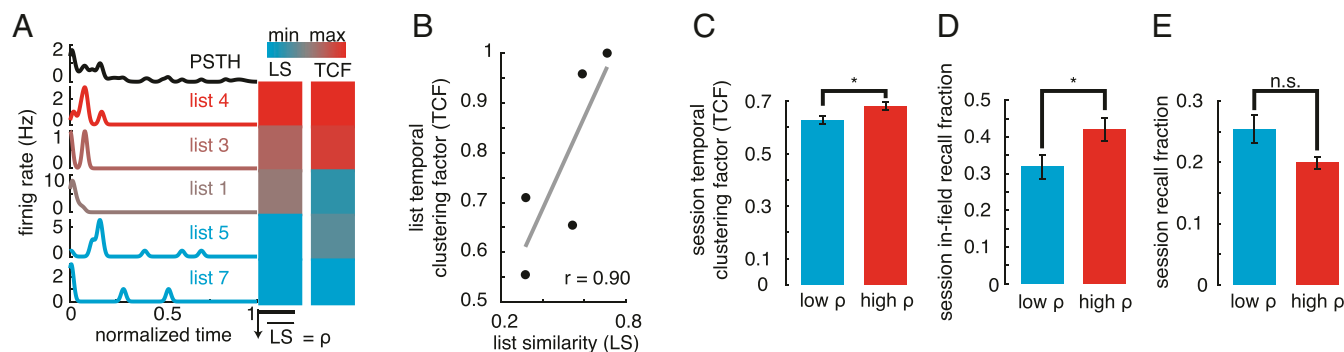 A
min max
LS TCF
PSTH
2
1
0
list 4
2
0
list 3
1
0
list 1
10
0
list 5
5
0
list 7
2
0
firnig rate (Hz)
0 0.5 1
normalized time
LS = ρ
B
list temporal
clustering factor (TCF)
1
0.9
0.8
0.7
0.6
0.5
r = 0.90
0.2 0.8
list similarity (LS)
C
session temporal
clustering factor (TCF)
*
0.7
0.6
0.45
0.3
0.15
0
low ρ high ρ
D
session in-field recall fraction
*
0.5
0.4
0.3
0.2
0.1
0
low ρ high ρ
E
session recall fraction
n.s.
0.3
0.2
0.1
0
low ρ high ρ